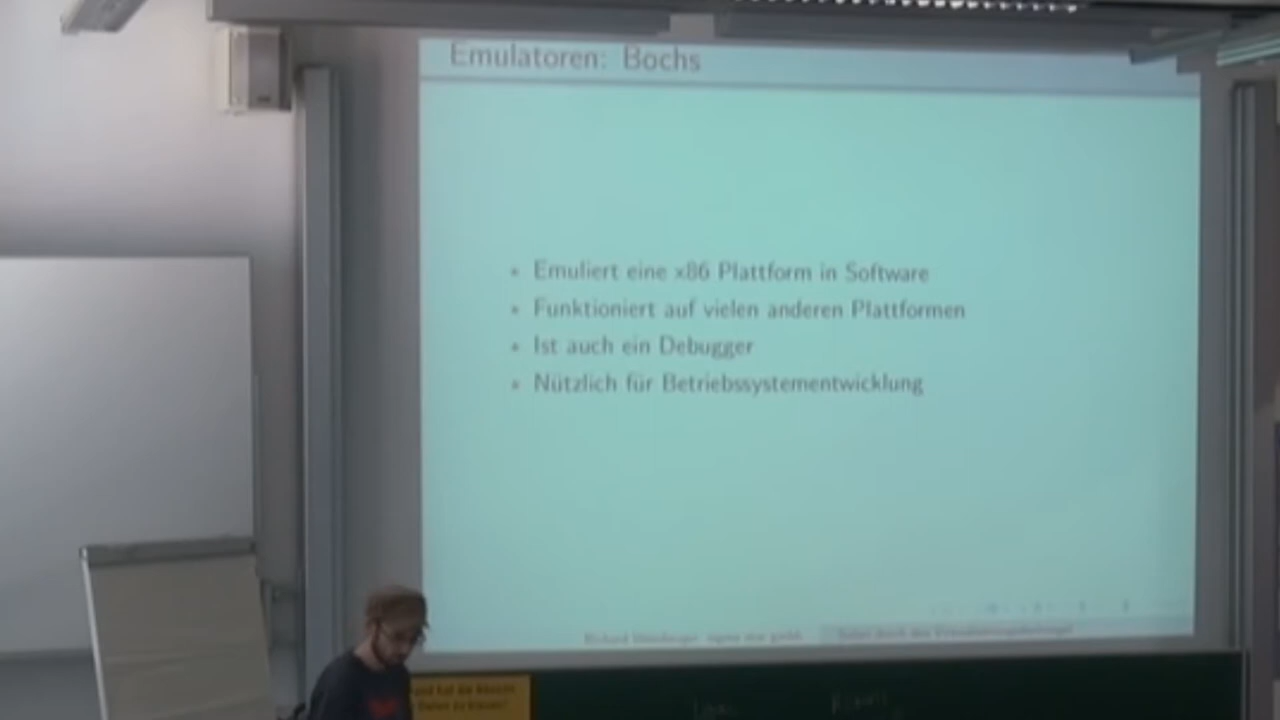 Emulatoren: Bochs
Emuliert eine x86 Plattform in Software
Funktioniert auf vielen anderen Plattformen
Ist auch ein Debugger
Nützlich für Betriebssystementwicklung
Richard